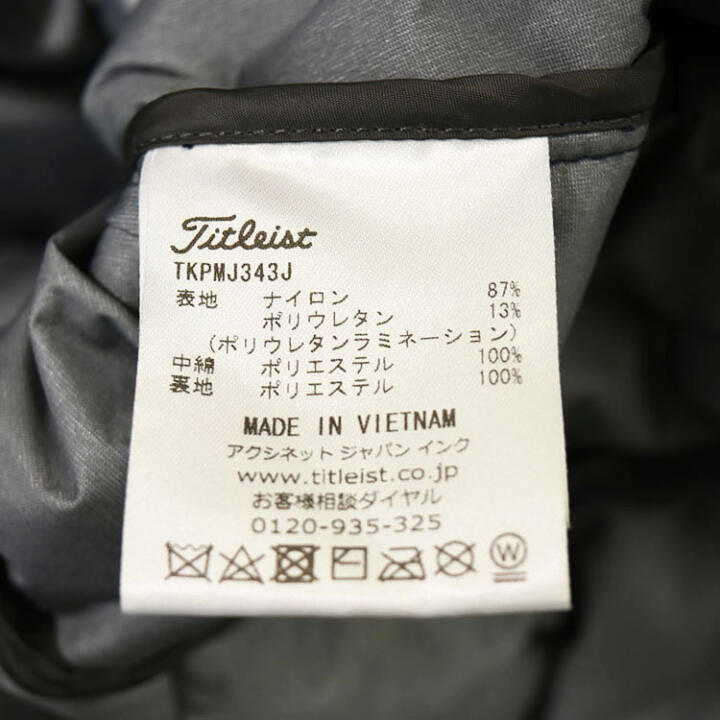 Titleist
TKPMJ343J
表地 ナイロン 87%
ポリウレタン 13%
(ポリウレタンラミネーション)
中綿 ポリエステル 100%
裏地 ポリエステル 100%
MADE IN VIETNAM
アクシネット ジャパン インク
www.titleist.co.jp
お客様相談ダイヤル
0120-935-325
W